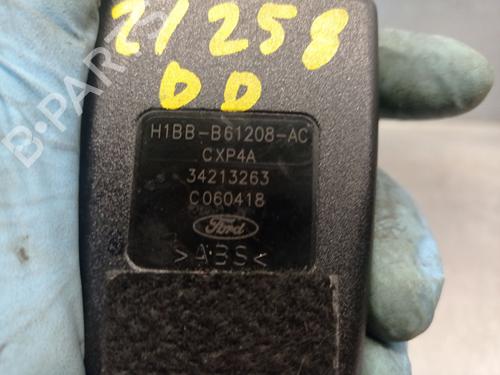 21258
DD
H1BB-B61208-AC
CXP4A
34213263
C060418
Ford
>ABS<
B-PARTS